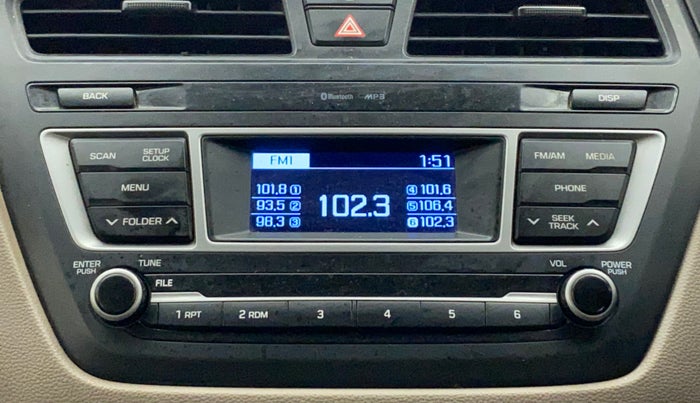 BACK
Bluetooth MP3
DISP
SCAN
SETUP
CLOCK
FM1 1:51
FM/AM MEDIA
MENU
101.8 1
4 101.6
PHONE
93.5 2
102.3
5 106.4
98.3 3
6 102.3
FOLDER
SEEK
TRACK
ENTER
PUSH
TUNE
VOL
POWER
PUSH
FILE
1 RPT 2 RDM 3 4 5 6